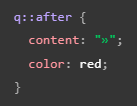 q::after {
  content: "»";
  color: red;
}